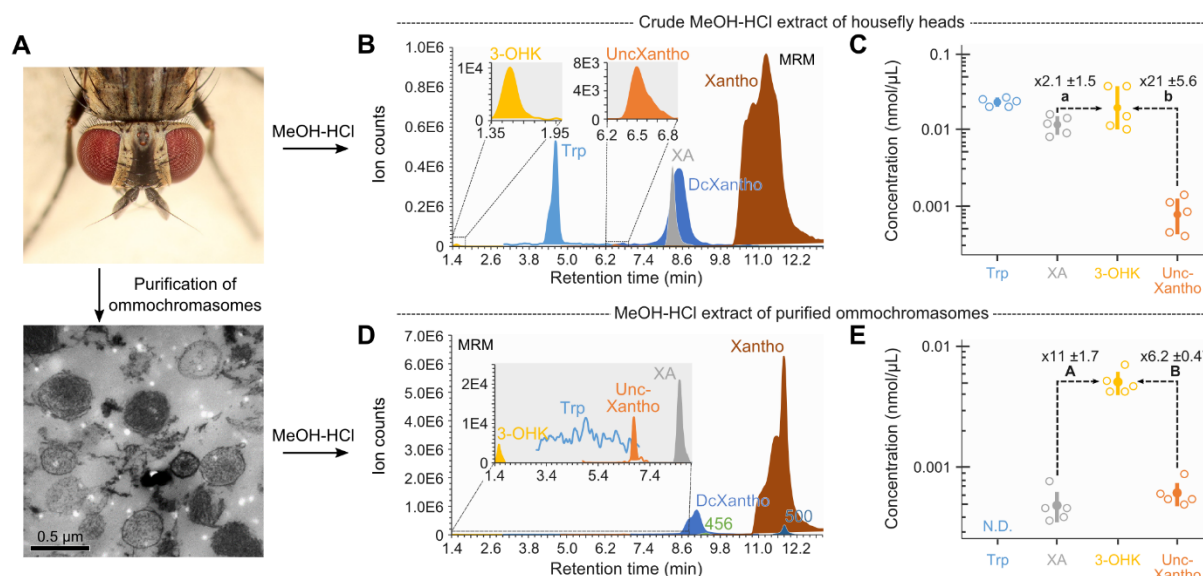 Crude MeOH-HCl extract of housefly heads
A
MeOH-HCl
Purification of
ommochromasomes
0.5 µm
MeOH-HCl
B
Ion counts
1.0E6
0.8E6
0.6E6
0.4E6
0.2E6
0
3-OHK
1E4
0
1.35 1.95
UncXantho
8E3
0
6.2 6.5 6.8
Xantho
MRM
Trp
XA
DcXantho
1.4 2.6 3.8 5.0 6.2 7.4 8.6 9.8 11.0 12.2
Retention time (min)
C
Concentration (nmol/µL)
0.1
0.01
0.001
x2.1 ±1.5
a
x21 ±5.6
b
Trp XA 3-OHK Unc-
Xantho
MeOH-HCl extract of purified ommochromasomes
D
Ion counts
7.0E6
6.0E6
5.0E6
4.0E6
3.0E6
2.0E6
1.0E6
0
MRM
2E4
1E4
0
3-OHK
Trp
Unc-
Xantho
XA
1.4 3.4 5.4 7.4
Xantho
DcXantho
456
500
1.4 2.6 3.8 5.0 6.2 7.4 8.6 9.8 11.0 12.2
Retention time (min)
E
Concentration (nmol/µL)
0.01
0.001
x11 ±1.7
A
x6.2 ±0.4
B
N.D.
Trp XA 3-OHK Unc-
Xantho